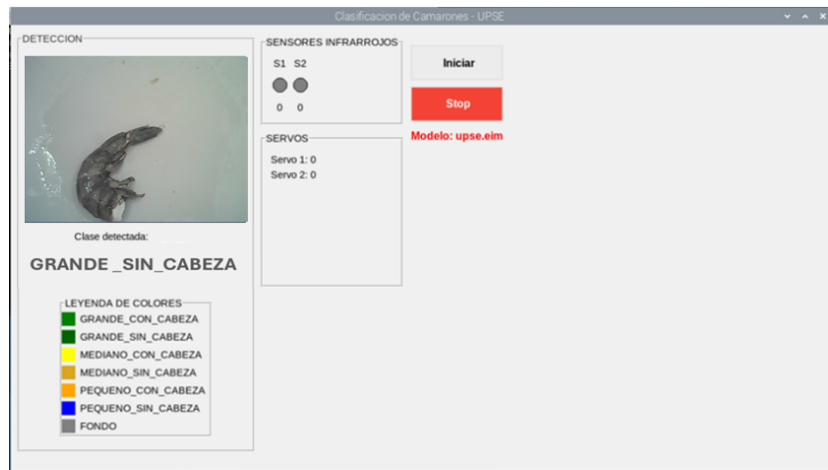 Clasificacion de Camarones - UPSE
DETECCION
Clase detectada:
GRANDE _SIN_CABEZA
LEYENDA DE COLORES
GRANDE_CON_CABEZA
GRANDE_SIN_CABEZA
MEDIANO_CON_CABEZA
MEDIANO_SIN_CABEZA
PEQUENO_CON_CABEZA
PEQUENO_SIN_CABEZA
FONDO
SENSORES INFRARROJOS
S1 S2
0 0
SERVOS
Servo 1: 0
Servo 2: 0
Iniciar
Stop
Modelo: upse.eim